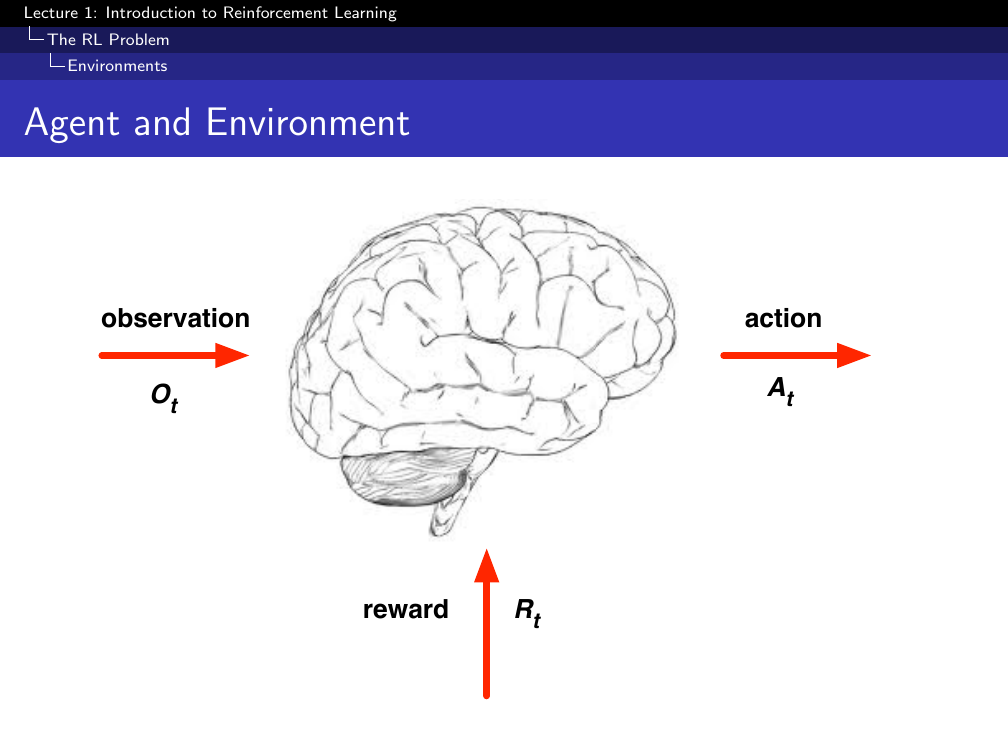 Lecture 1: Introduction to Reinforcement Learning
The RL Problem
Environments
Agent and Environment
observation
O_t
action
A_t
reward R_t